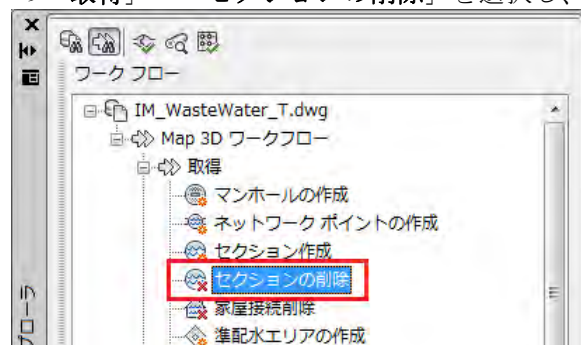 「取得」 「セクションの削除」を選択し、
ワークフロー
IM_WasteWater_T.dwg
Map 3D ワークフロー
取得
マンホールの作成
ネットワーク ポイントの作成
セクション作成
セクションの削除
家屋接続削除
準配水エリアの作成